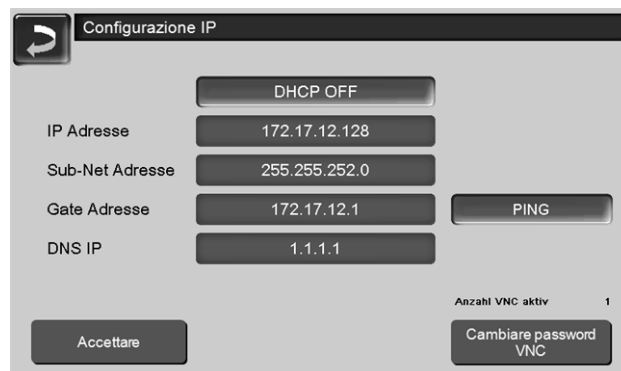 Configurazione IP
DHCP OFF
IP Adresse 172.17.12.128
Sub-Net Adresse 255.255.252.0
Gate Adresse 172.17.12.1 PING
DNS IP 1.1.1.1
Anzahl VNC aktiv 1
Accettare
Cambiare password
VNC